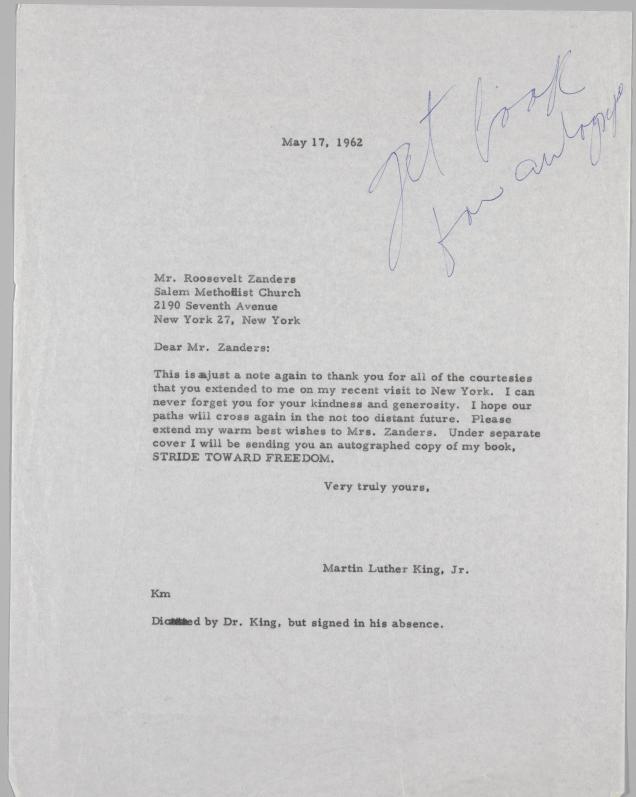 Get book
for autograph
May 17, 1962
Mr. Roosevelt Zanders
Salem Methodist Church
2190 Seventh Avenue
New York 27, New York
Dear Mr. Zanders:
This is just a note again to thank you for all of the courtesies
that you extended to me on my recent visit to New York. I can
never forget you for your kindness and generosity. I hope our
paths will cross again in the not too distant future. Please
extend my warm best wishes to Mrs. Zanders. Under separate
cover I will be sending you an autographed copy of my book,
STRIDE TOWARD FREEDOM.
Very truly yours,
Martin Luther King, Jr.
Km
by Dr. King, but signed in his absence.